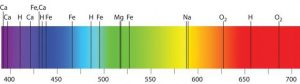 Ca Fe, Ca
Ca H Ca Fe H Fe Mg Fe Na O2 H O2
400 450 500 550 600 650 700